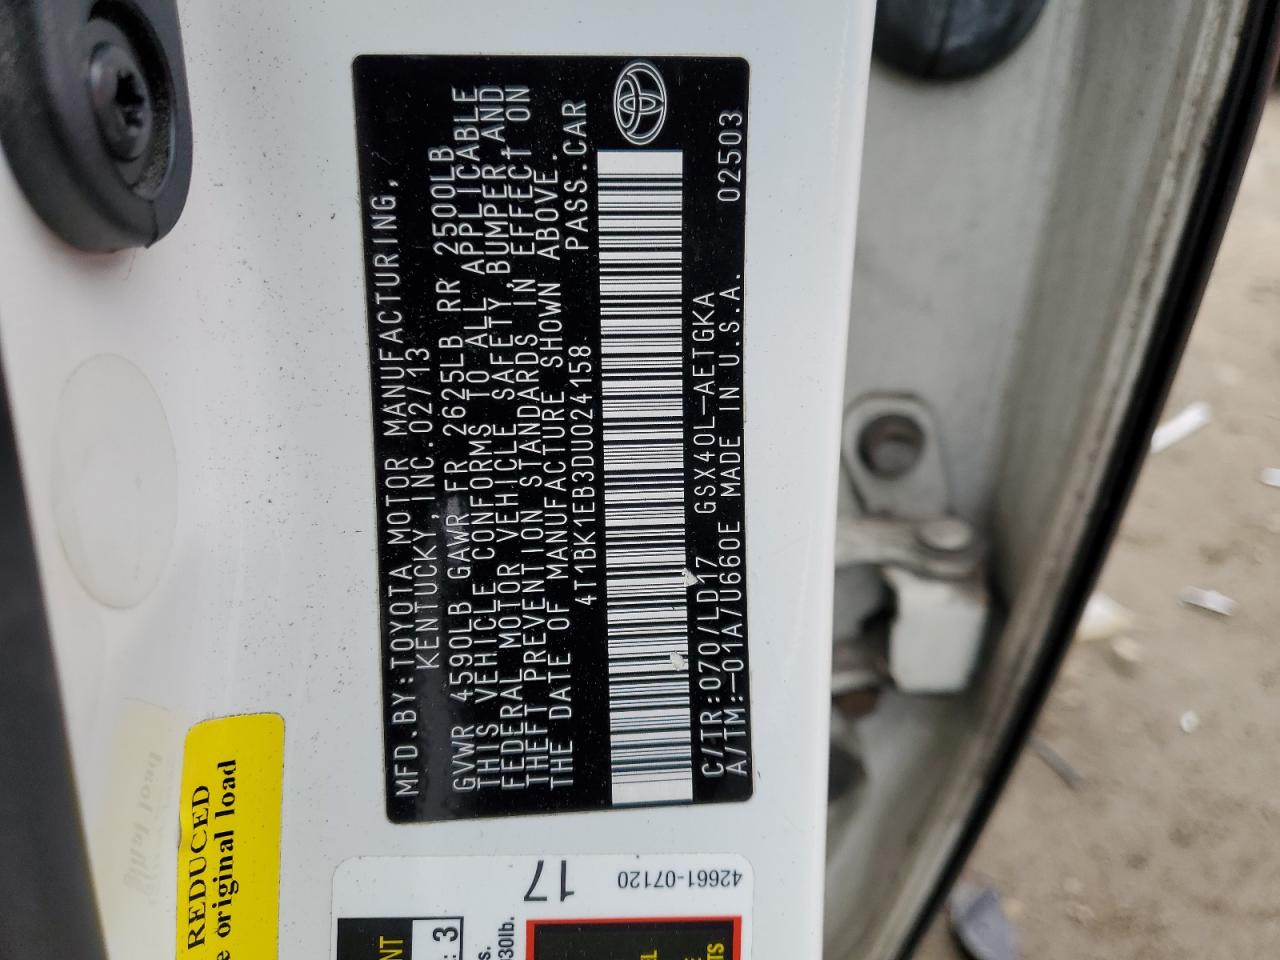 MFD.BY:TOYOTA MOTOR MANUFACTURING,
KENTUCKY,INC.02/13
GVWR 4590LB GAWR FR 2625LB RR 2500LB
THIS VEHICLE CONFORMS TO ALL APPLICABLE
FEDERAL MOTOR VEHICLE SAFETY,BUMPER,AND
THEFT PREVENTION STANDARDS IN EFFECT ON
THE DATE OF MANUFACTURE SHOWN ABOVE.
4T1BK1EB3DU024158 PASS.CAR
C/TR:070/LD17 GSX40L-AETGKA 02503
A/TM:-01A/U660E MADE IN U.S.A.
REDUCED
original load
17
42661-07120
3